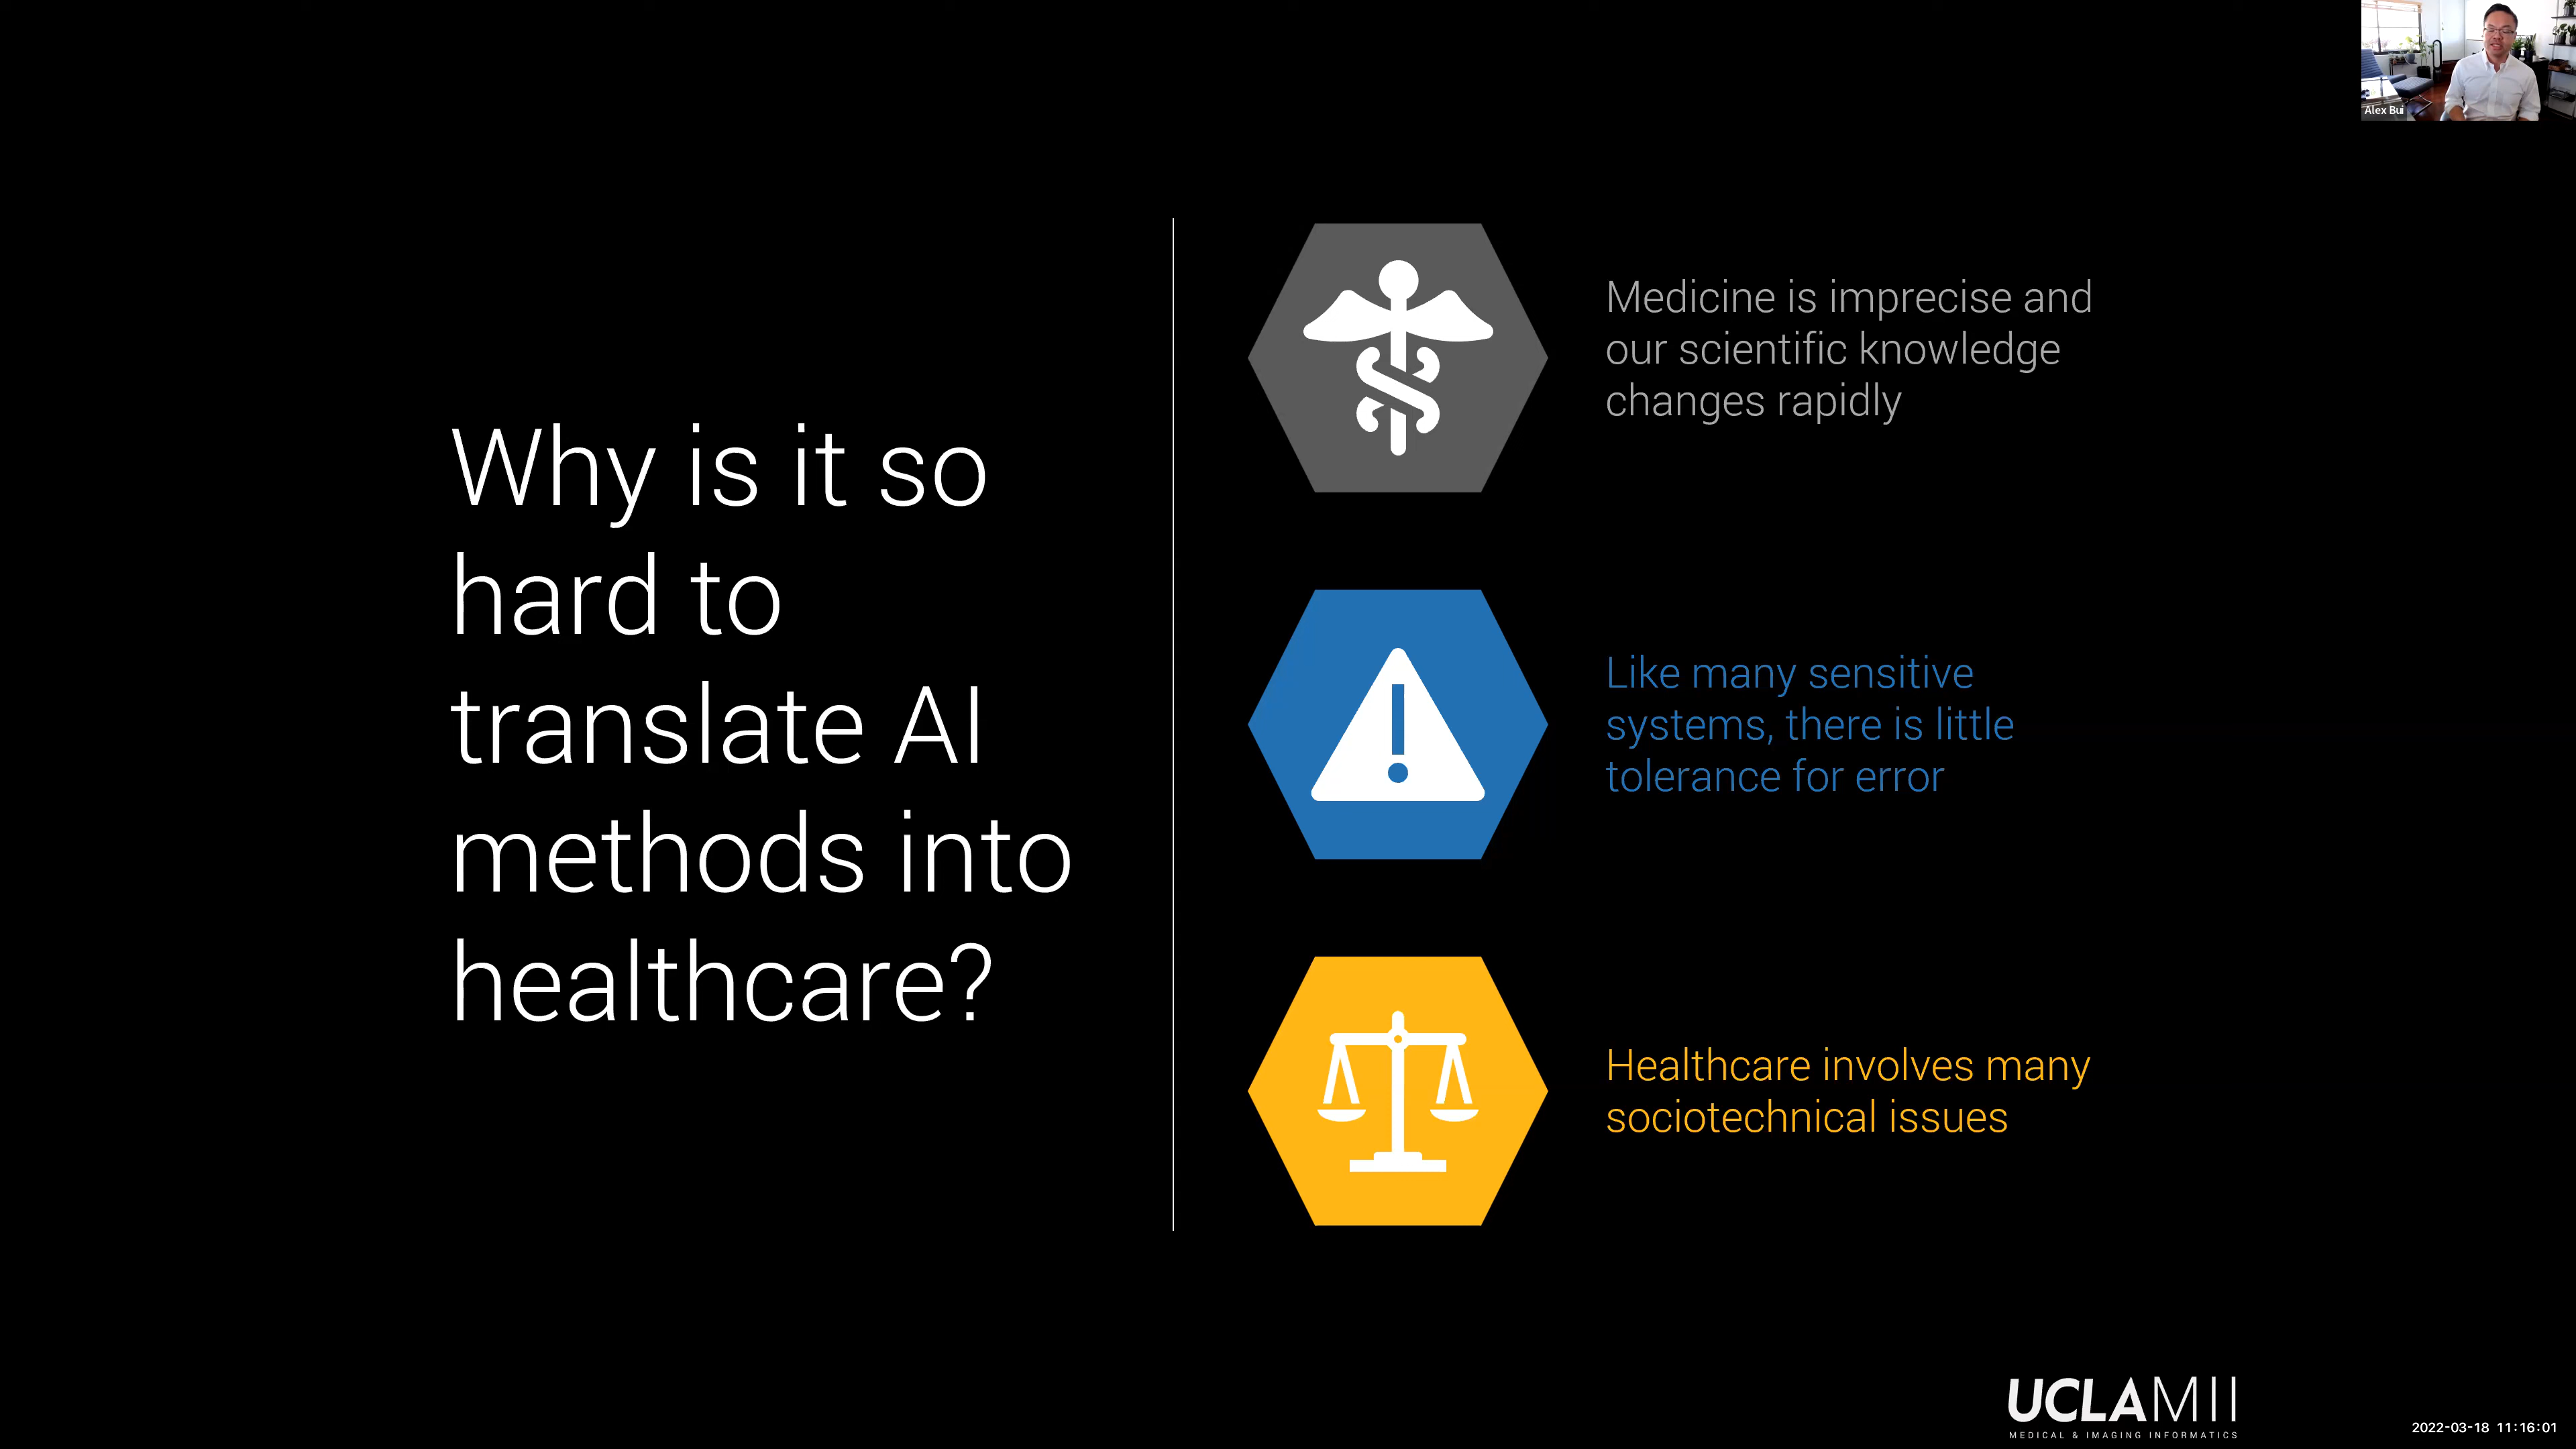 Alex Bui
Why is it so
hard to
translate AI
methods into
healthcare?
Medicine is imprecise and
our scientific knowledge
changes rapidly
Like many sensitive
systems, there is little
tolerance for error
Healthcare involves many
sociotechnical issues
UCLAMII
MEDICAL & IMAGING INFORMATICS
2022-03-18 11:16:01